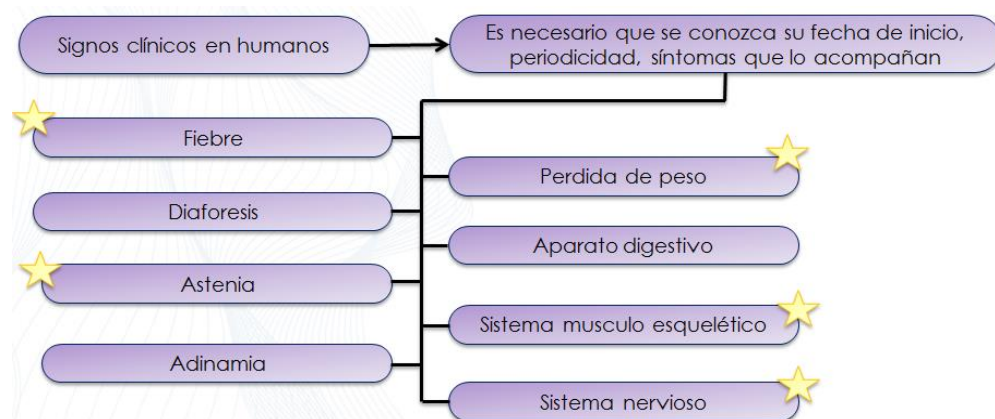 Signos clínicos en humanos
Es necesario que se conozca su fecha de inicio,
periodicidad, síntomas que lo acompañan
Fiebre
Perdida de peso
Diaforesis
Aparato digestivo
Astenia
Sistema musculo esquelético
Adinamia
Sistema nervioso